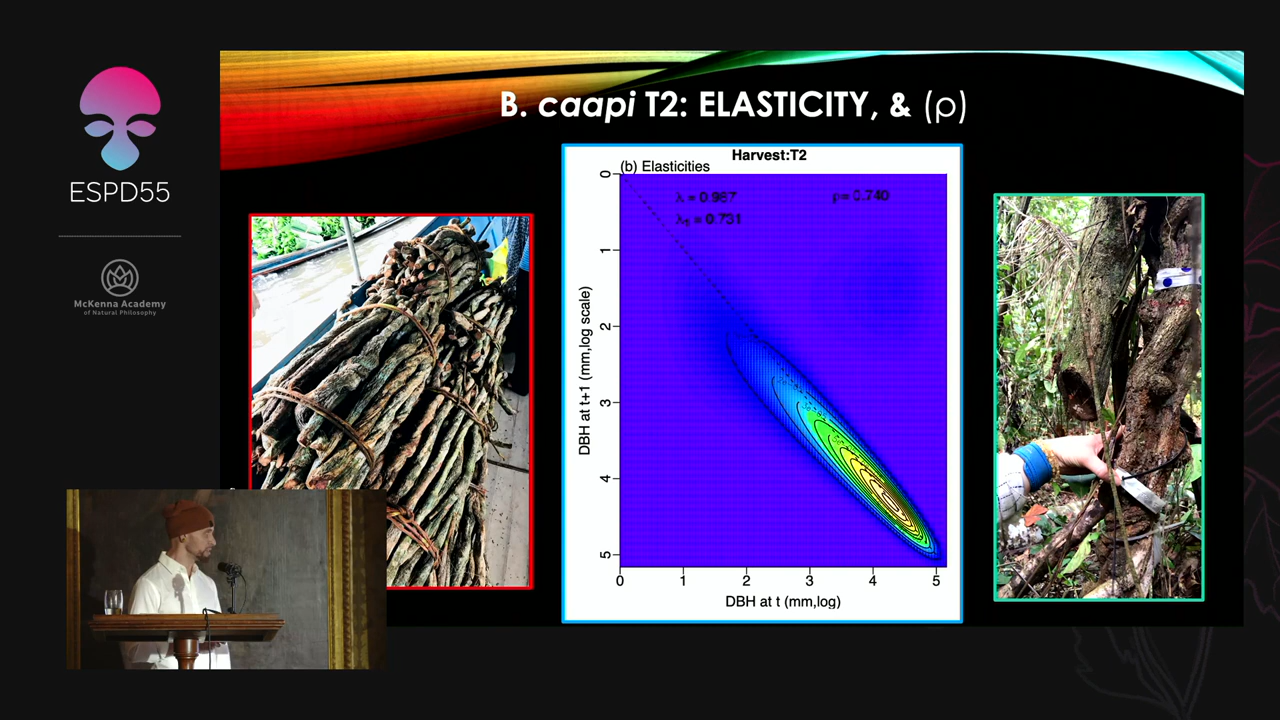 ESPD55
McKenna Academy
of Natural Philosophy
B. caapi T2: ELASTICITY, & (ρ)
Harvest:T2
(b) Elasticities
λ = 0.987
ρ= 0.740
= 0.731
DBH at t+1 (mm,log scale)
0
1
2
3
4
5
0 1 2 3 4 5
DBH at t (mm,log)